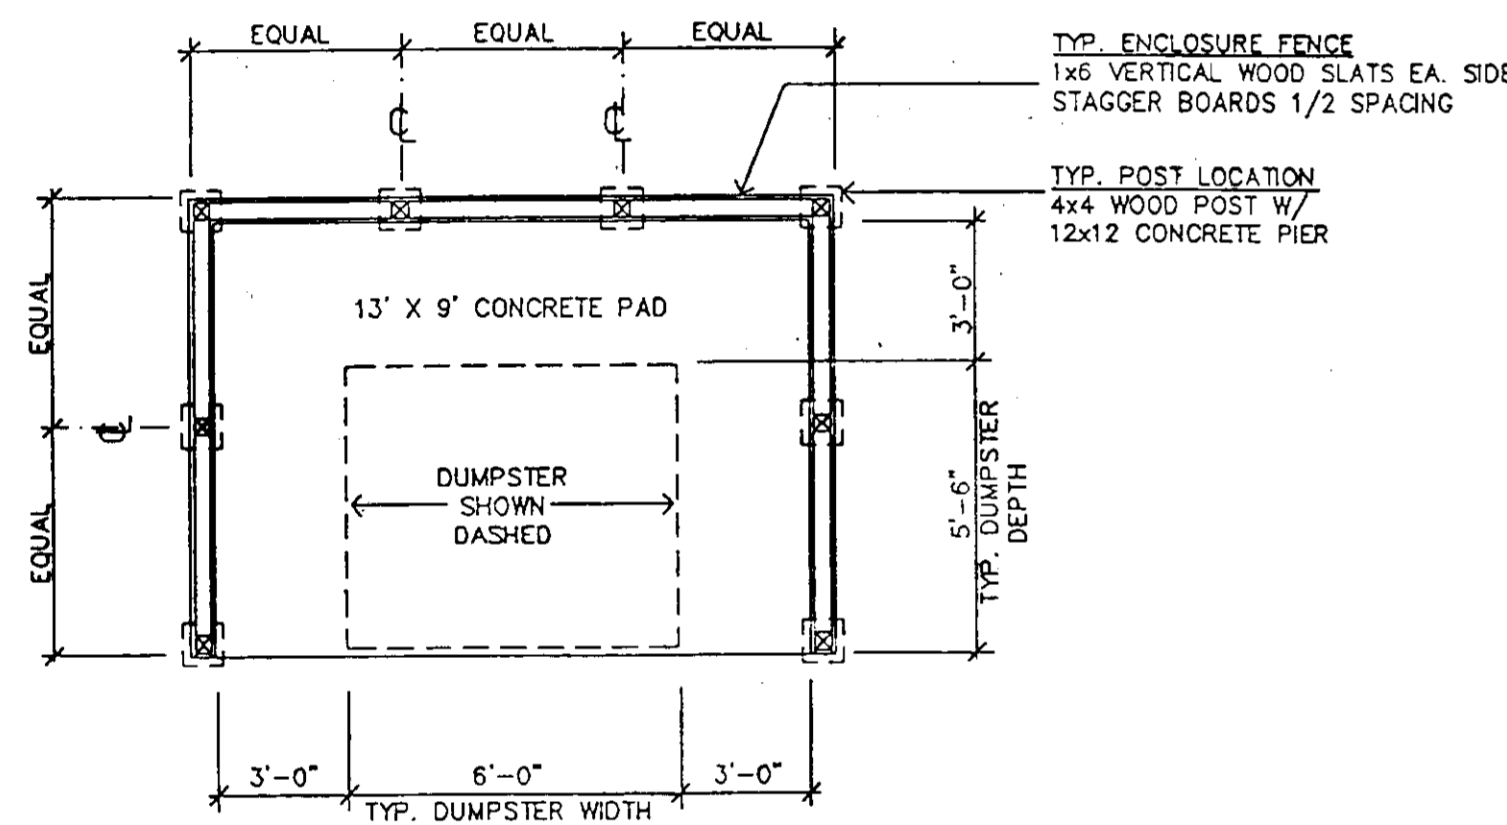 EQUAL
EQUAL
EQUAL
TYP. ENCLOSURE FENCE
1x6 VERTICAL WOOD SLATS EA. SIDE
STAGGER BOARDS 1/2 SPACING
TYP. POST LOCATION
4x4 WOOD POST W/
12x12 CONCRETE PIER
℄
℄
℄
EQUAL
EQUAL
13' X 9' CONCRETE PAD
DUMPSTER
SHOWN
DASHED
3'-0"
5'-6"
TYP. DUMPSTER
DEPTH
3'-0"
6'-0"
3'-0"
TYP. DUMPSTER WIDTH